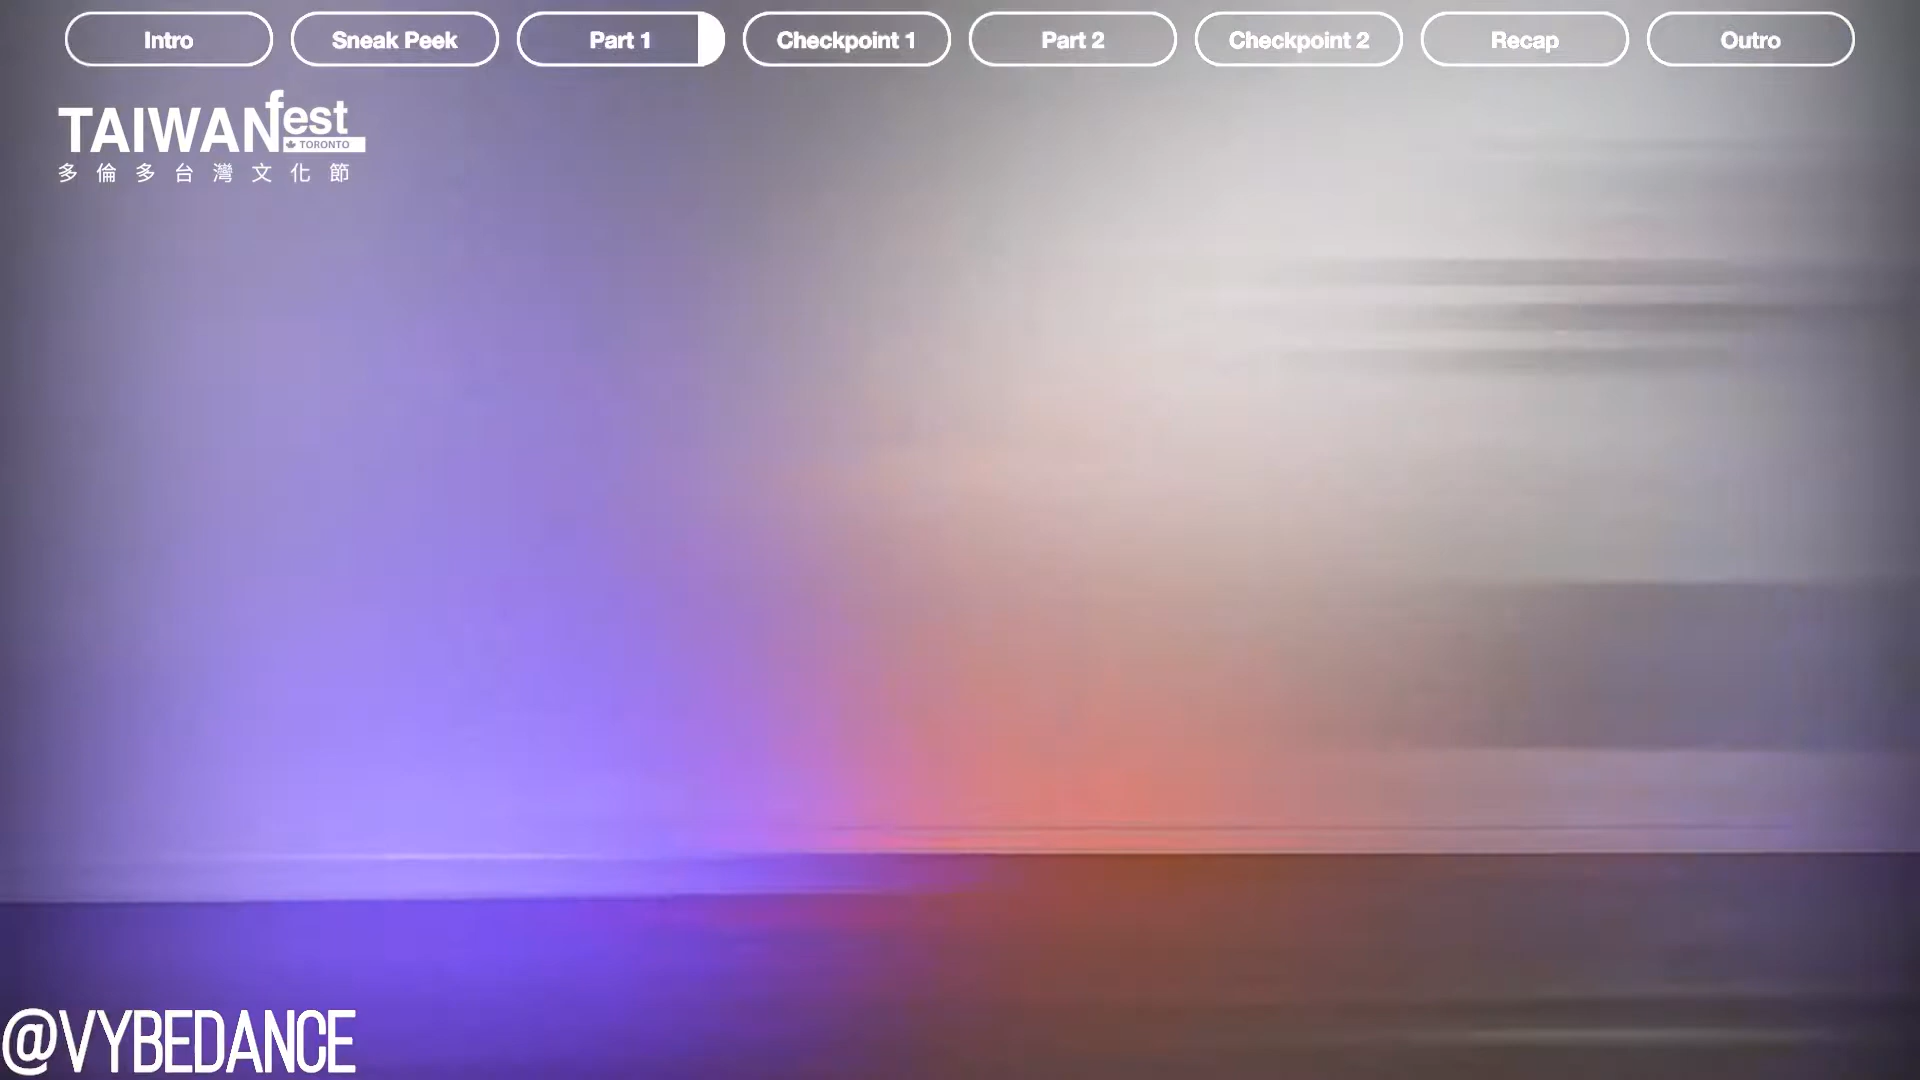 Intro
Sneak Peek
Part 1
Checkpoint 1
Part 2
Checkpoint 2
Recap
Outro
TAIWANfest
TORONTO
多倫多台灣文化節
@VYBEDANCE